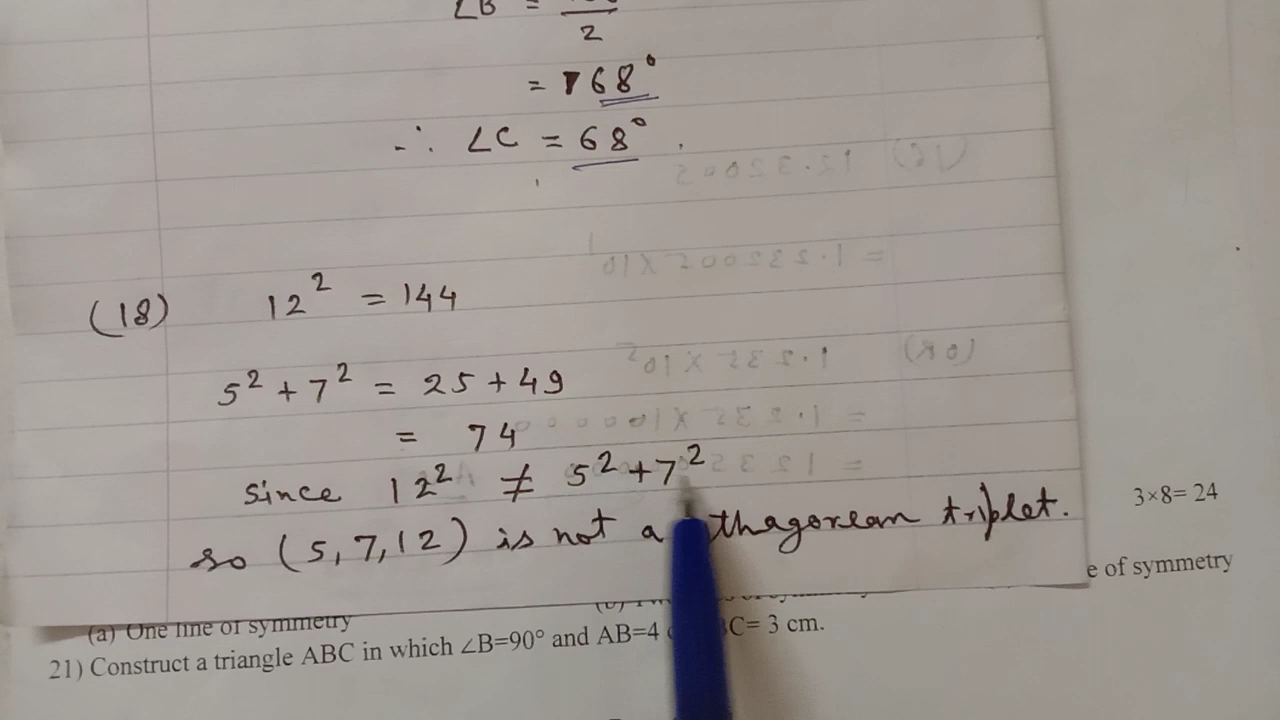 ∠B =
2
= 68°
∴ ∠C = 68°.
(18) 12² = 144
5² + 7² = 25 + 49
= 74
since 12² ≠ 5² + 7²
so (5, 7, 12) is not a thagorean triplet.
3×8= 24
e of symmetry
(a) One line of symmetry
21) Construct a triangle ABC in which ∠B=90° and AB=4 C= 3 cm.